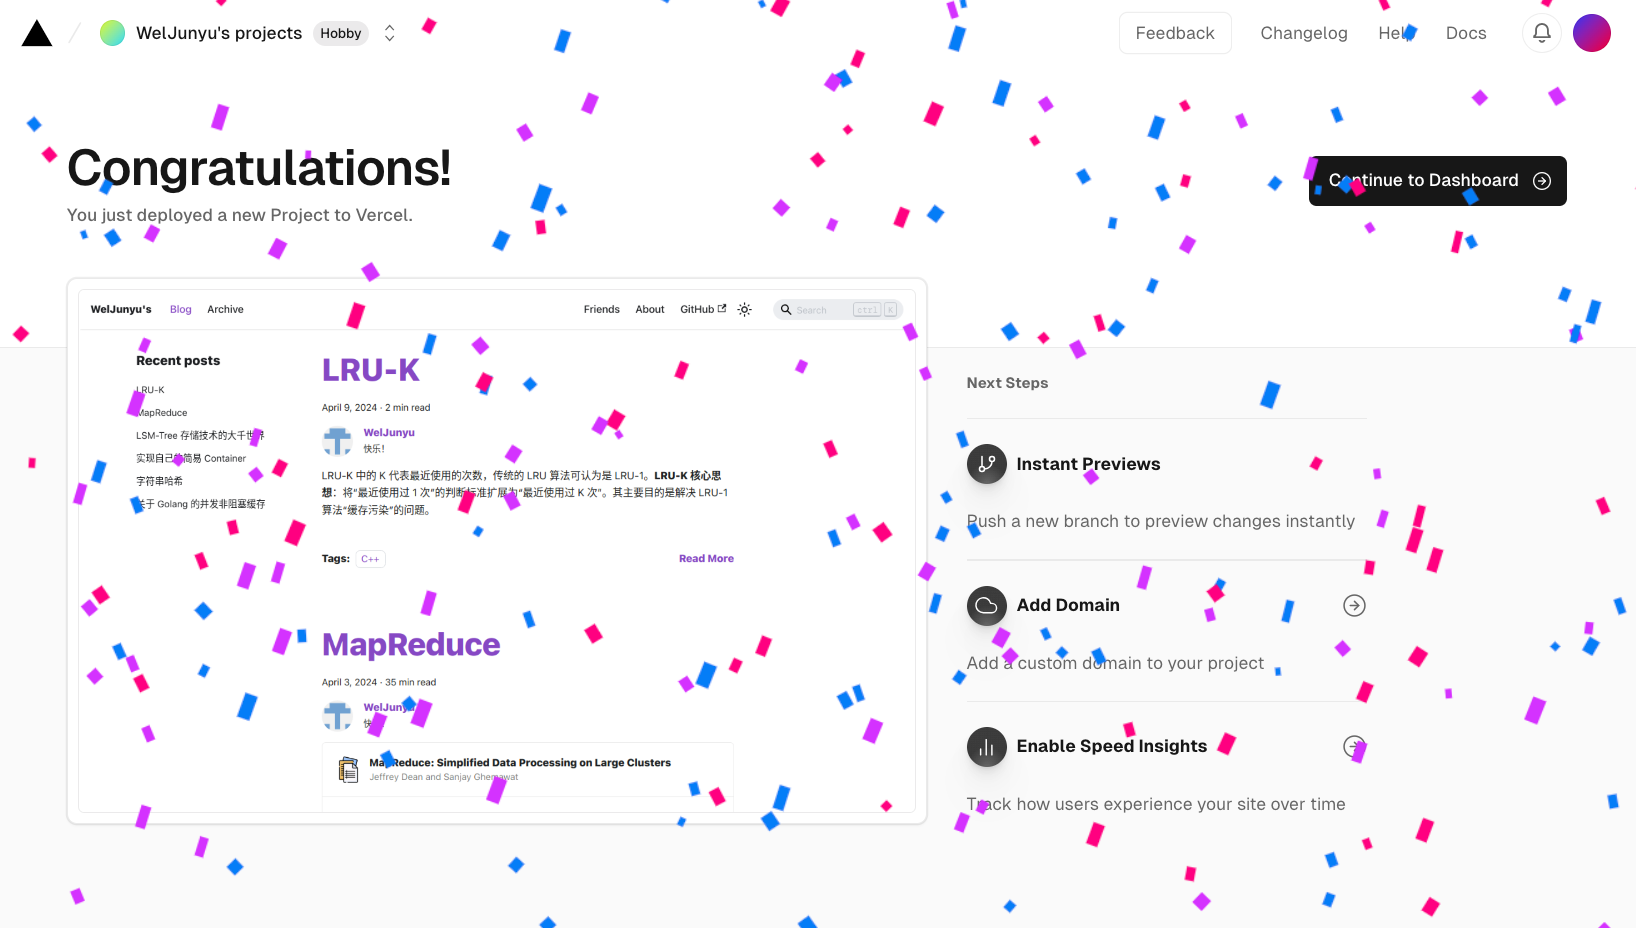 WelJunyu's projects Hobby Feedback Changelog Help Docs
Congratulations!
You just deployed a new Project to Vercel.
Continue to Dashboard
WelJunyu's Blog Archive Friends About GitHub Search ctrl K
Recent posts
LRU-K
MapReduce
LSM-Tree 存储技术的大千世界
实现自己的简易 Container
字符串哈希
关于 Golang 的并发非阻塞缓存
LRU-K
April 9, 2024 · 2 min read
WelJunyu
快乐!
LRU-K 中的 K 代表最近使用的次数，传统的 LRU 算法可认为是 LRU-1。LRU-K 核心思
想：将“最近使用过 1 次”的判断标准扩展为“最近使用过 K 次”。其主要目的是解决 LRU-1
算法“缓存污染”的问题。
Tags: C++ Read More
MapReduce
April 3, 2024 · 35 min read
WelJunyu
MapReduce: Simplified Data Processing on Large Clusters
Jeffrey Dean and Sanjay Ghemawat
Next Steps
Instant Previews
Push a new branch to preview changes instantly
Add Domain
Add a custom domain to your project
Enable Speed Insights
Track how users experience your site over time